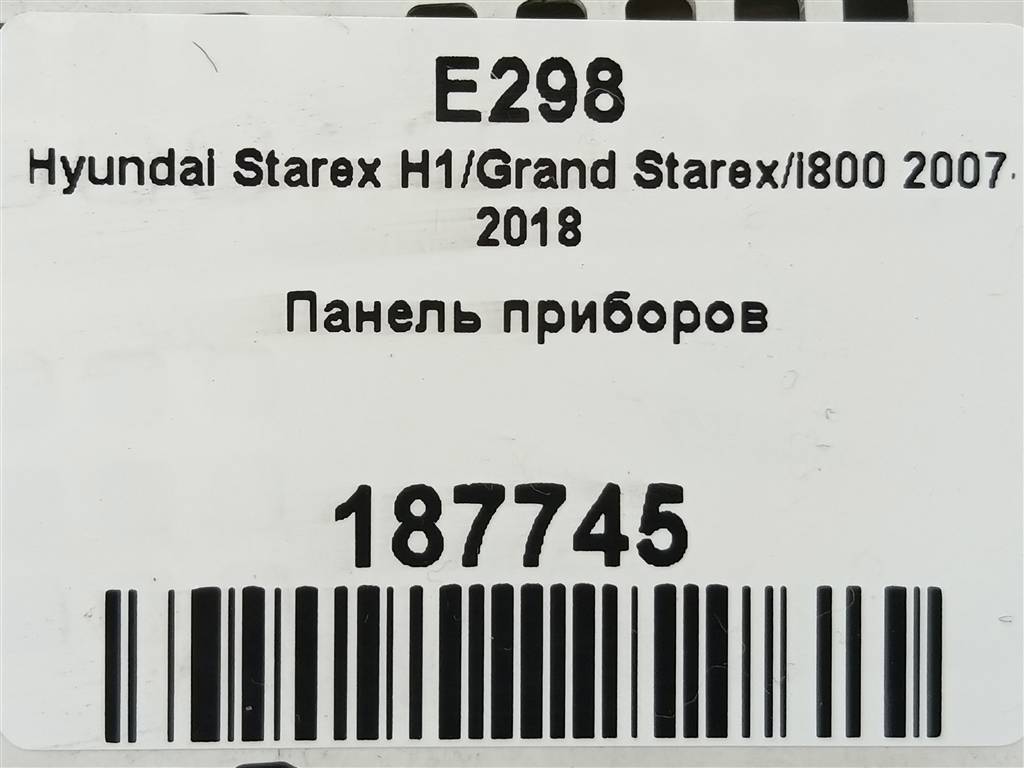 E298
Hyundai Starex H1/Grand Starex/I800 2007-
2018
Панель приборов
187745